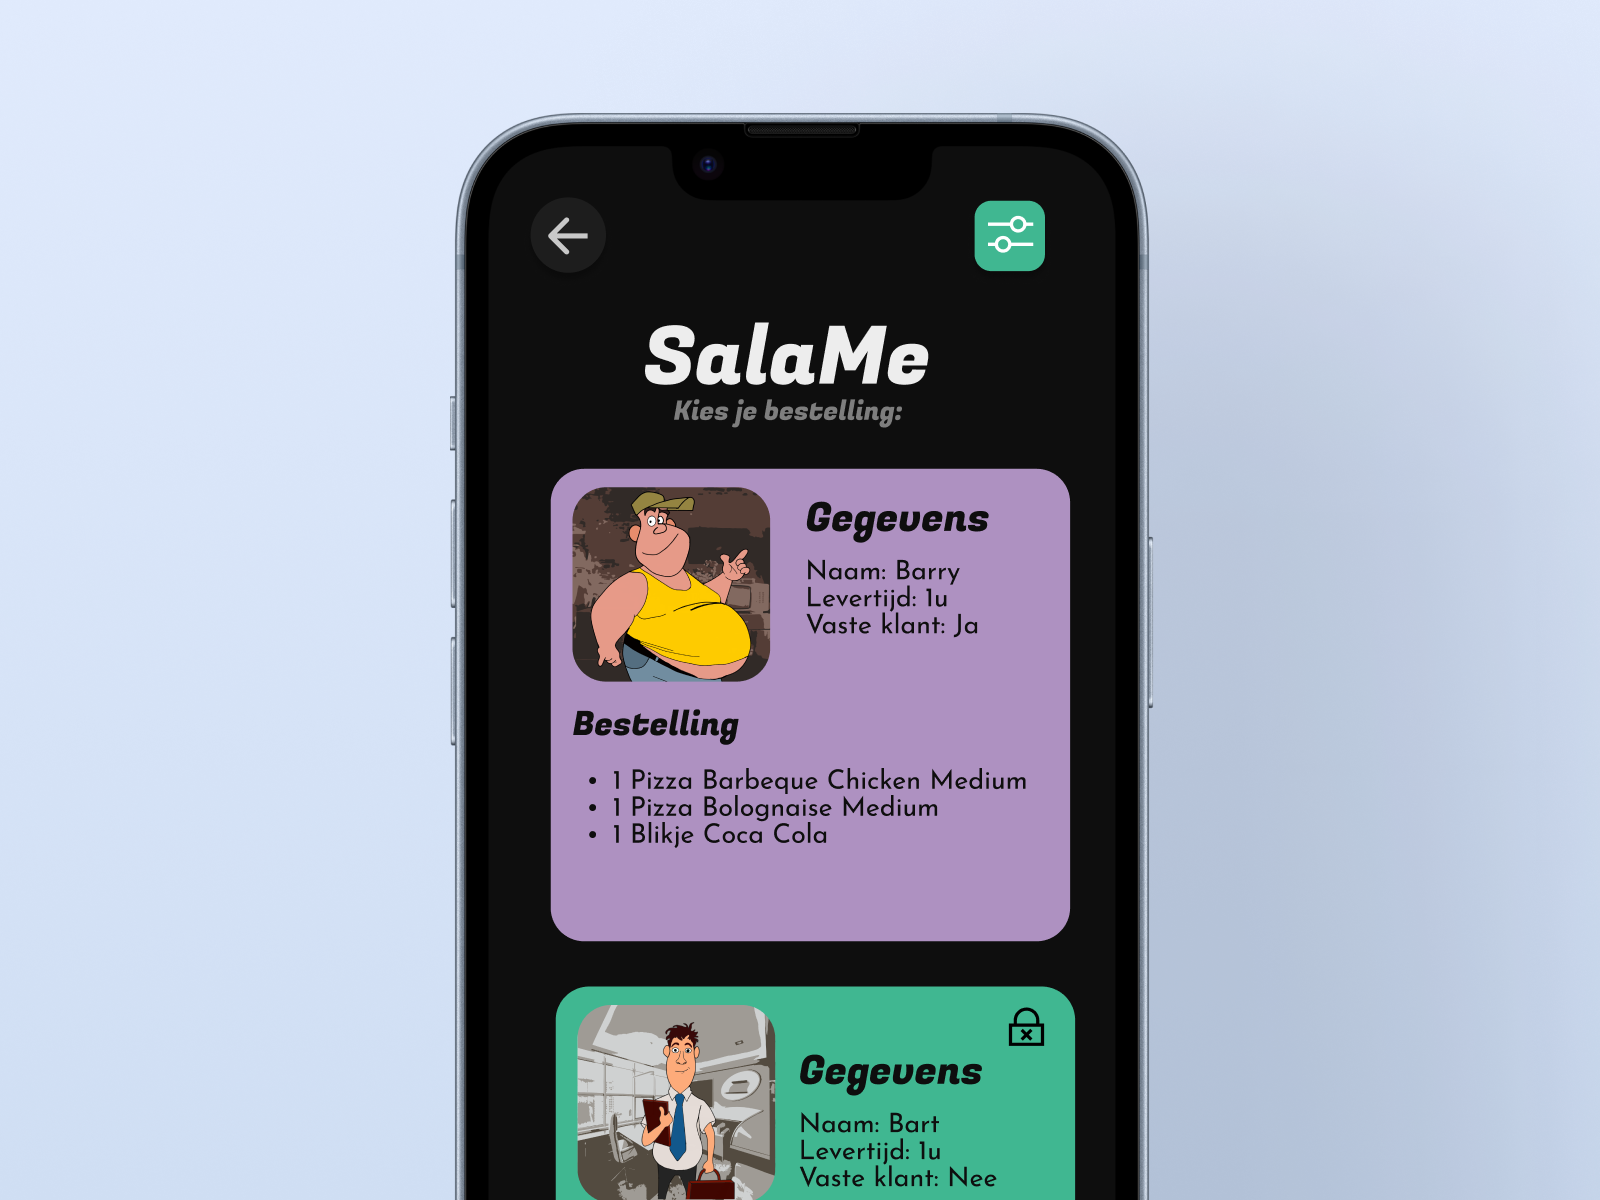 SalaMe
Kies je bestelling:
Gegevens
Naam: Barry
Levertijd: 1u
Vaste klant: Ja
Bestelling
• 1 Pizza Barbeque Chicken Medium
• 1 Pizza Bolognaise Medium
• 1 Blikje Coca Cola
Gegevens
Naam: Bart
Levertijd: 1u
Vaste klant: Nee